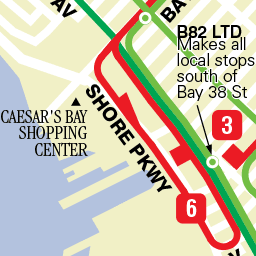 AV
BA
B82 LTD
Makes all
local stops
south of
Bay 38 St
CAESAR'S BAY
SHOPPING
CENTER
SHORE PKWY
3
6